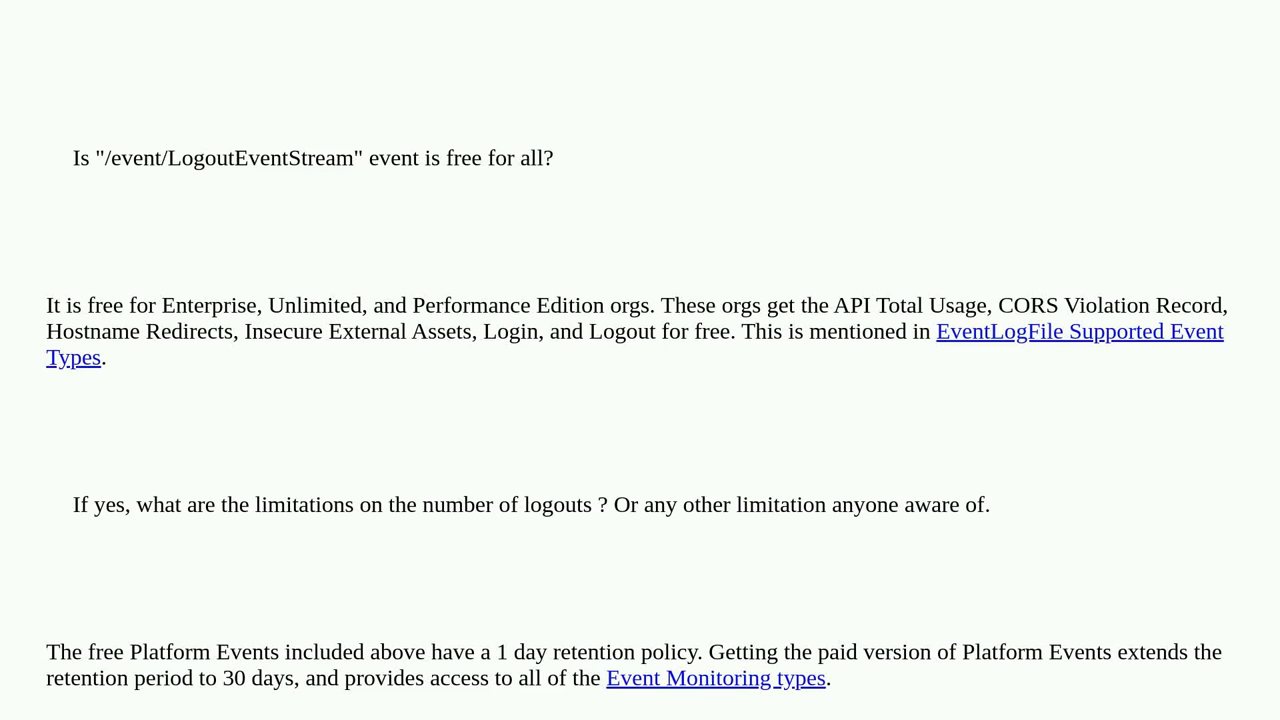 Is "/event/LogoutEventStream" event is free for all?
It is free for Enterprise, Unlimited, and Performance Edition orgs. These orgs get the API Total Usage, CORS Violation Record,
Hostname Redirects, Insecure External Assets, Login, and Logout for free. This is mentioned in EventLogFile Supported Event
Types.
If yes, what are the limitations on the number of logouts ? Or any other limitation anyone aware of.
The free Platform Events included above have a 1 day retention policy. Getting the paid version of Platform Events extends the
retention period to 30 days, and provides access to all of the Event Monitoring types.